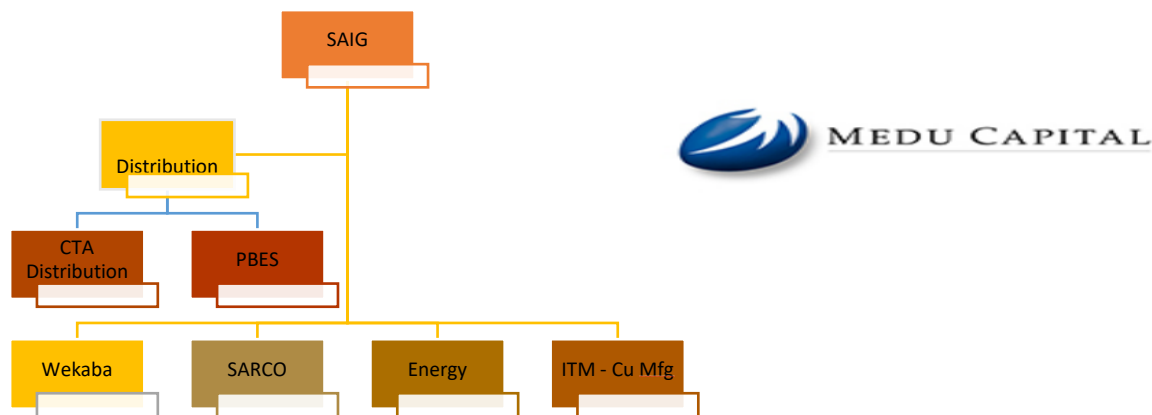 SAIG
MEDU CAPITAL
Distribution
CTA
Distribution
PBES
Wekaba
SARCO
Energy
ITM - Cu Mfg